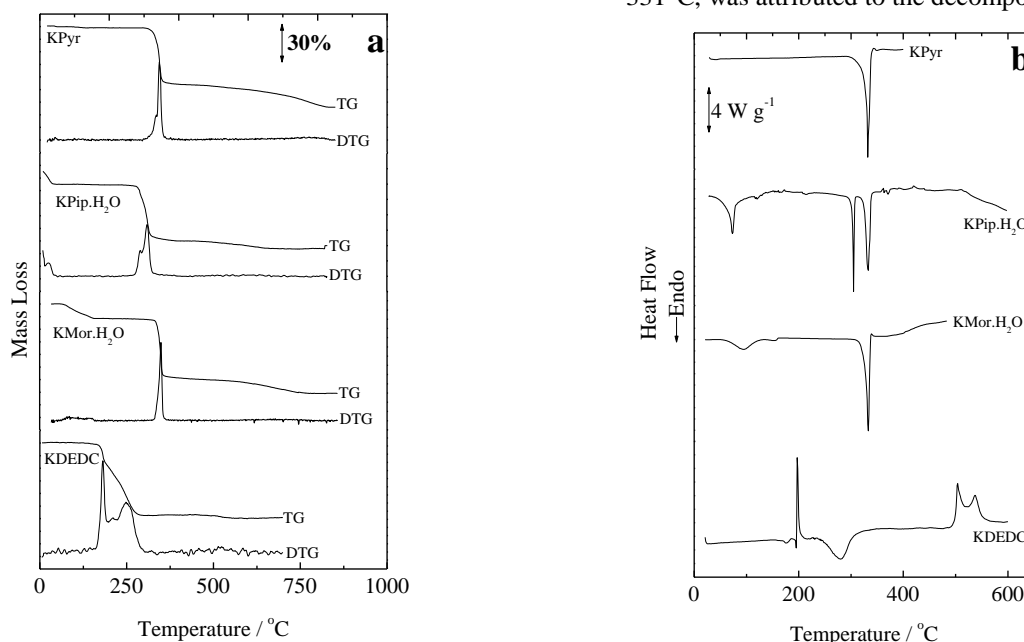 331°C, was attributed to the
a
30%
KPyr
TG
DTG
KPip.H2O
TG
DTG
KMor.H2O
TG
DTG
KDEDC
TG
DTG
Mass Loss
0 250 500 750 1000
Temperature / °C
b
KPyr
4 W g-1
KPip.H2O
KMor.H2O
KDEDC
Heat Flow
Endo
0 200 400 600
Temperature / °C